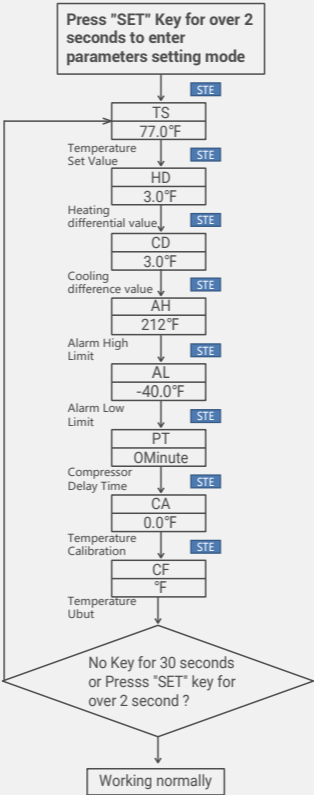 Press "SET" Key for over 2
seconds to enter
parameters setting mode
STE
TS
77.0°F
Temperature
Set Value
STE
HD
3.0°F
Heating
differential value
STE
CD
3.0°F
Cooling
difference value
STE
AH
212°F
Alarm High
Limit
STE
AL
-40.0°F
Alarm Low
Limit
STE
PT
0Minute
Compressor
Delay Time
STE
CA
0.0°F
Temperature
Calibration
STE
CF
°F
Temperature
Ubut
No Key for 30 seconds
or Presss "SET" key for
over 2 second ?
Working normally